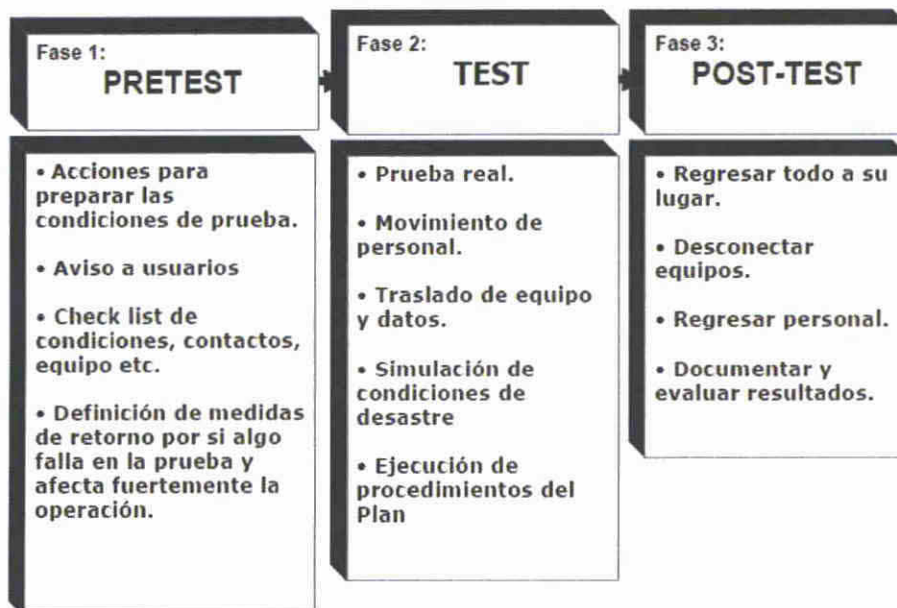 Fase 1:
PRETEST
Fase 2:
TEST
Fase 3:
POST-TEST
• Acciones para
preparar las
condiciones de prueba.
• Aviso a usuarios
• Check list de
condiciones, contactos,
equipo etc.
• Definición de medidas
de retorno por si algo
falla en la prueba y
afecta fuertemente la
operación.
• Prueba real.
• Movimiento de
personal.
• Traslado de equipo
y datos.
• Simulación de
condiciones de
desastre
• Ejecución de
procedimientos del
Plan
• Regresar todo a su
lugar.
• Desconectar
equipos.
• Regresar personal.
• Documentar y
evaluar resultados.